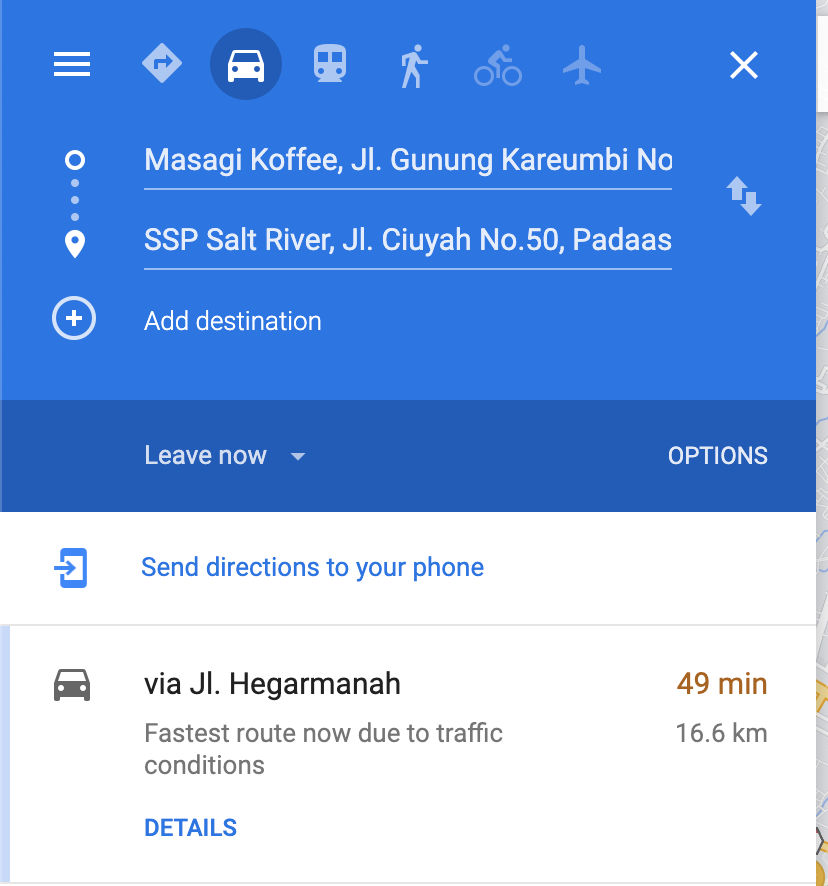 Masagi Koffee, Jl. Gunung Kareumbi No
SSP Salt River, Jl. Ciuyah No.50, Padaas
Add destination
Leave now OPTIONS
Send directions to your phone
via Jl. Hegarmanah 49 min
Fastest route now due to traffic 16.6 km
conditions
DETAILS